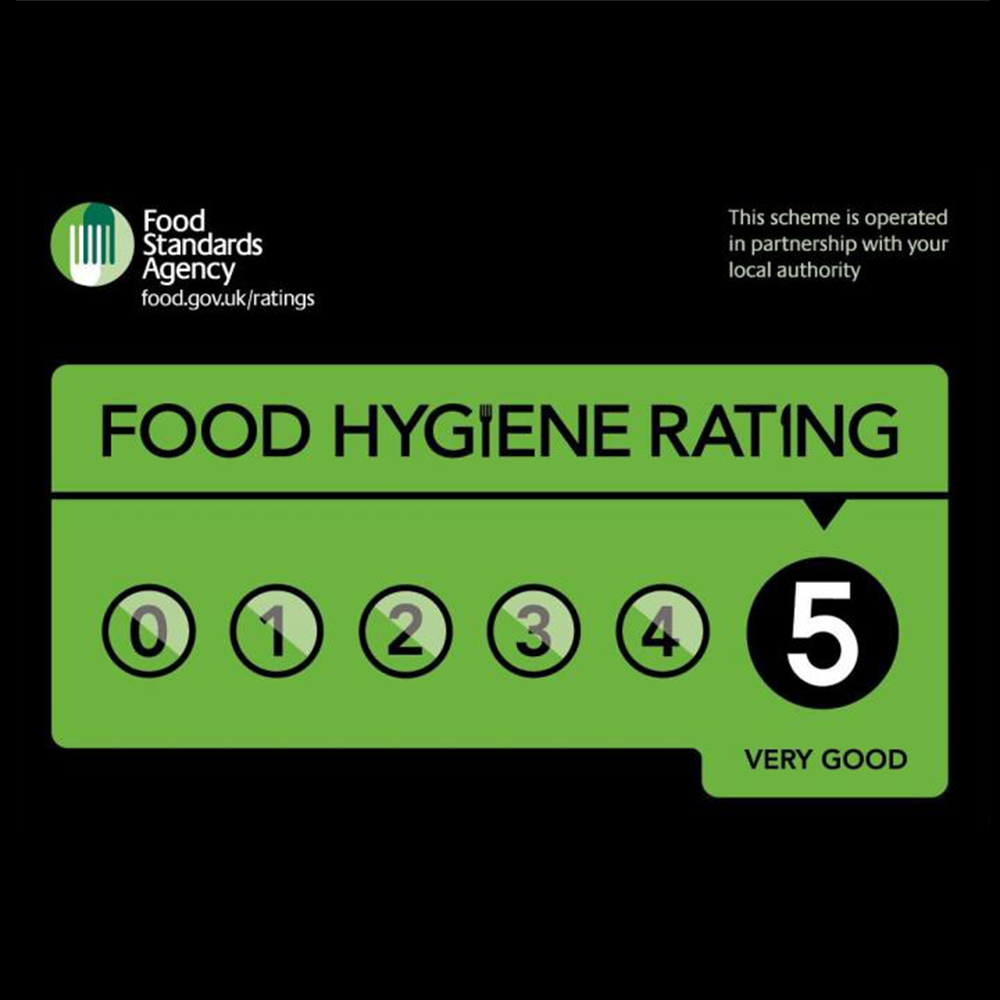 Food
Standards
Agency
food.gov.uk/ratings
This scheme is operated
in partnership with your
local authority
FOOD HYGIENE RATING
0 1 2 3 4 5
VERY GOOD